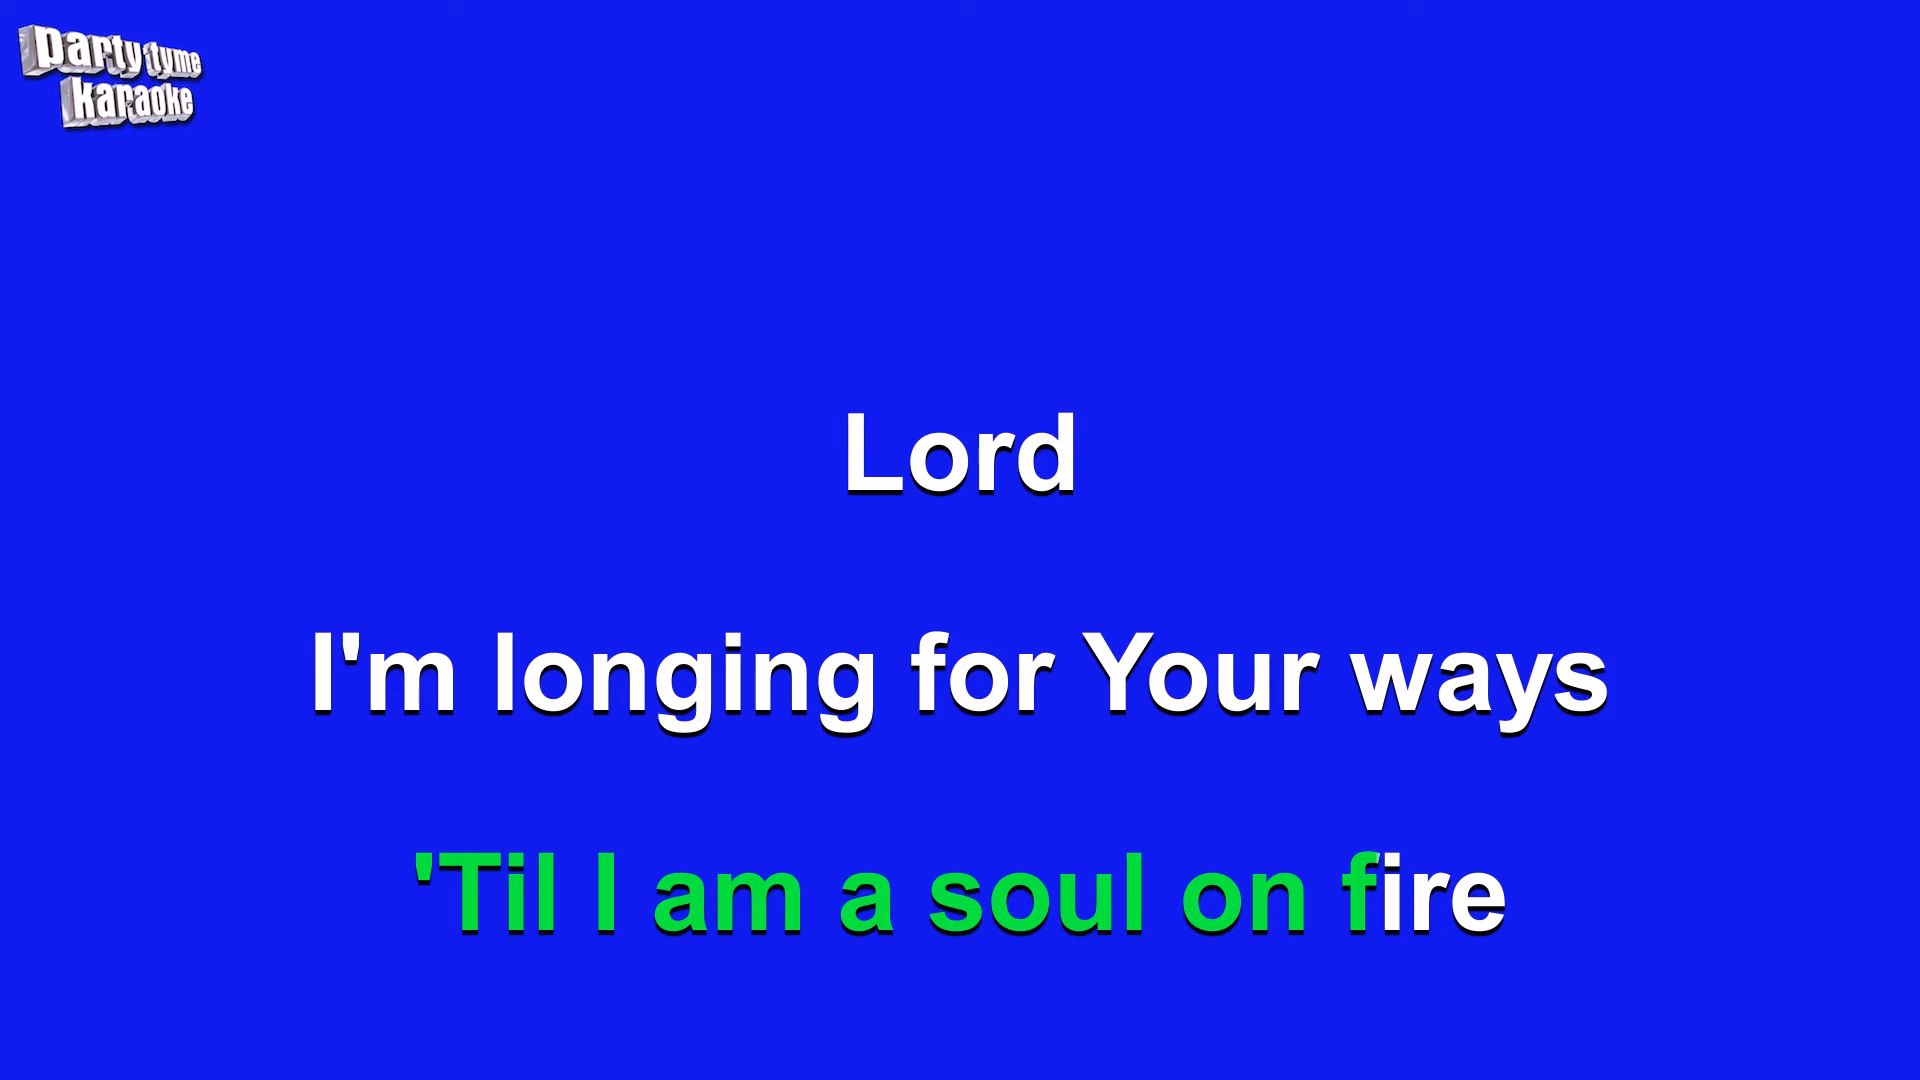 party tyme
karaoke
Lord
I'm longing for Your ways
'Til I am a soul on fire